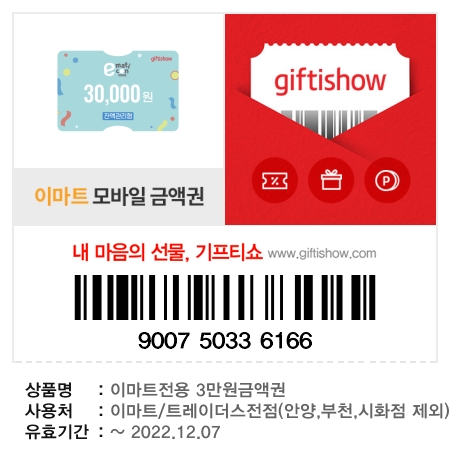 e mart
con
giftishow
30,000원
잔액관리형
giftishow
이마트 모바일 금액권
내 마음의 선물, 기프티쇼 www.giftishow.com
9007 5033 6166
상품명 : 이마트전용 3만원금액권
사용처 : 이마트/트레이더스전점(안양,부천,시화점 제외)
유효기간 : ~ 2022.12.07